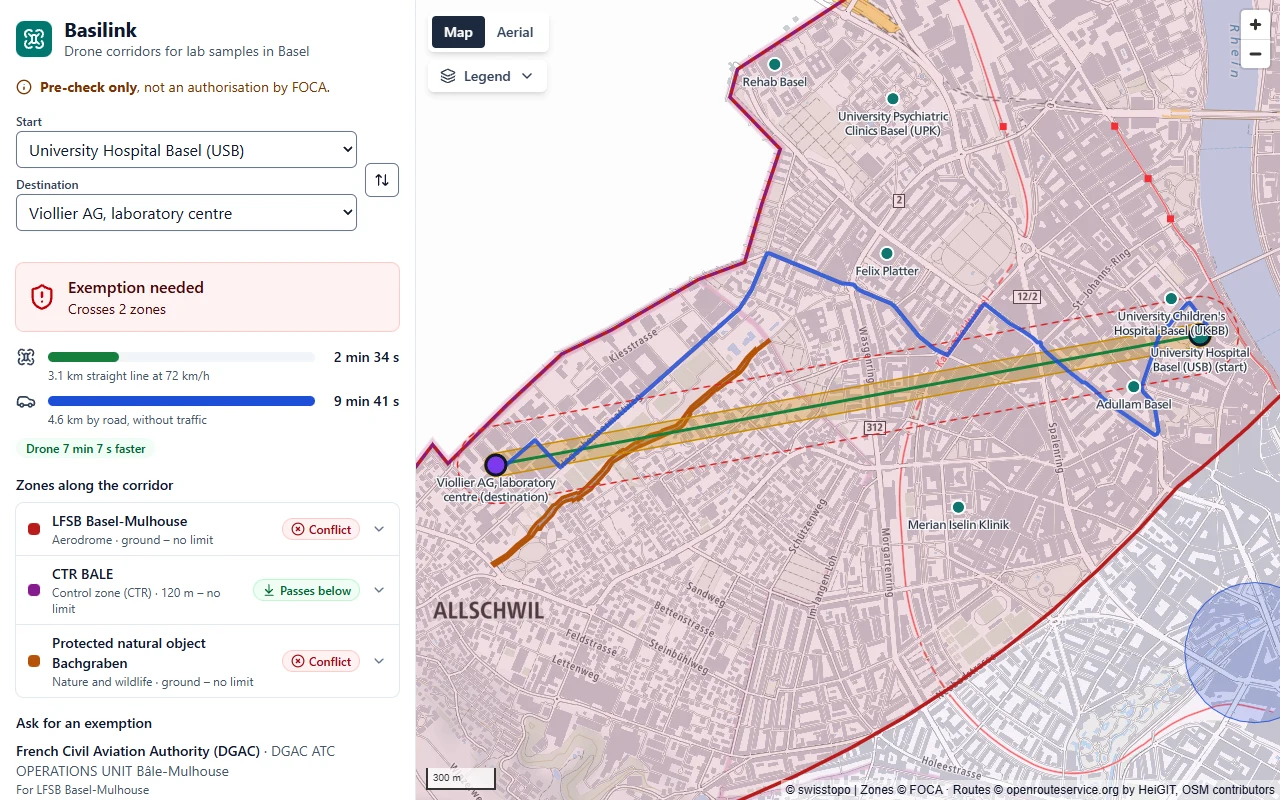 Basilink
Drone corridors for lab samples in Basel
Pre-check only, not an authorisation by FOCA.
Start
University Hospital Basel (USB)
Destination
Viollier AG, laboratory centre
Exemption needed
Crosses 2 zones
2 min 34 s
3.1 km straight line at 72 km/h
9 min 41 s
4.6 km by road, without traffic
Drone 7 min 7 s faster
Zones along the corridor
LFSB Basel-Mulhouse
Aerodrome · ground – no limit
Conflict
CTR BALE
Control zone (CTR) · 120 m – no
limit
Passes below
Protected natural object
Bachgraben
Nature and wildlife · ground – no limit
Conflict
Ask for an exemption
French Civil Aviation Authority (DGAC) · DGAC ATC
OPERATIONS UNIT Bâle-Mulhouse
For LFSB Basel-Mulhouse
Map
Aerial
Legend
+
−
Rhein
Rehab Basel
University Psychiatric
Clinics Basel (UPK)
2
Felix Platter
12/2
St. Johanns-Ring
University Children's
Hospital Basel (UKBB)
University Hospital
Basel (USB) (start)
Kiesstrasse
Wasgenring
Adullam Basel
312
Spalenring
Viollier AG, laboratory
centre (destination)
Merian Iselin Klinik
Schützenweg
Morgartenring
Im langen Loh
Sandweg
ALLSCHWIL
Bettenstrasse
Feldstrasse
Steinbühlweg
Lettenweg
Holeestrasse
300 m
© swisstopo | Zones © FOCA · Routes © openrouteservice.org by HeiGIT, OSM contributors